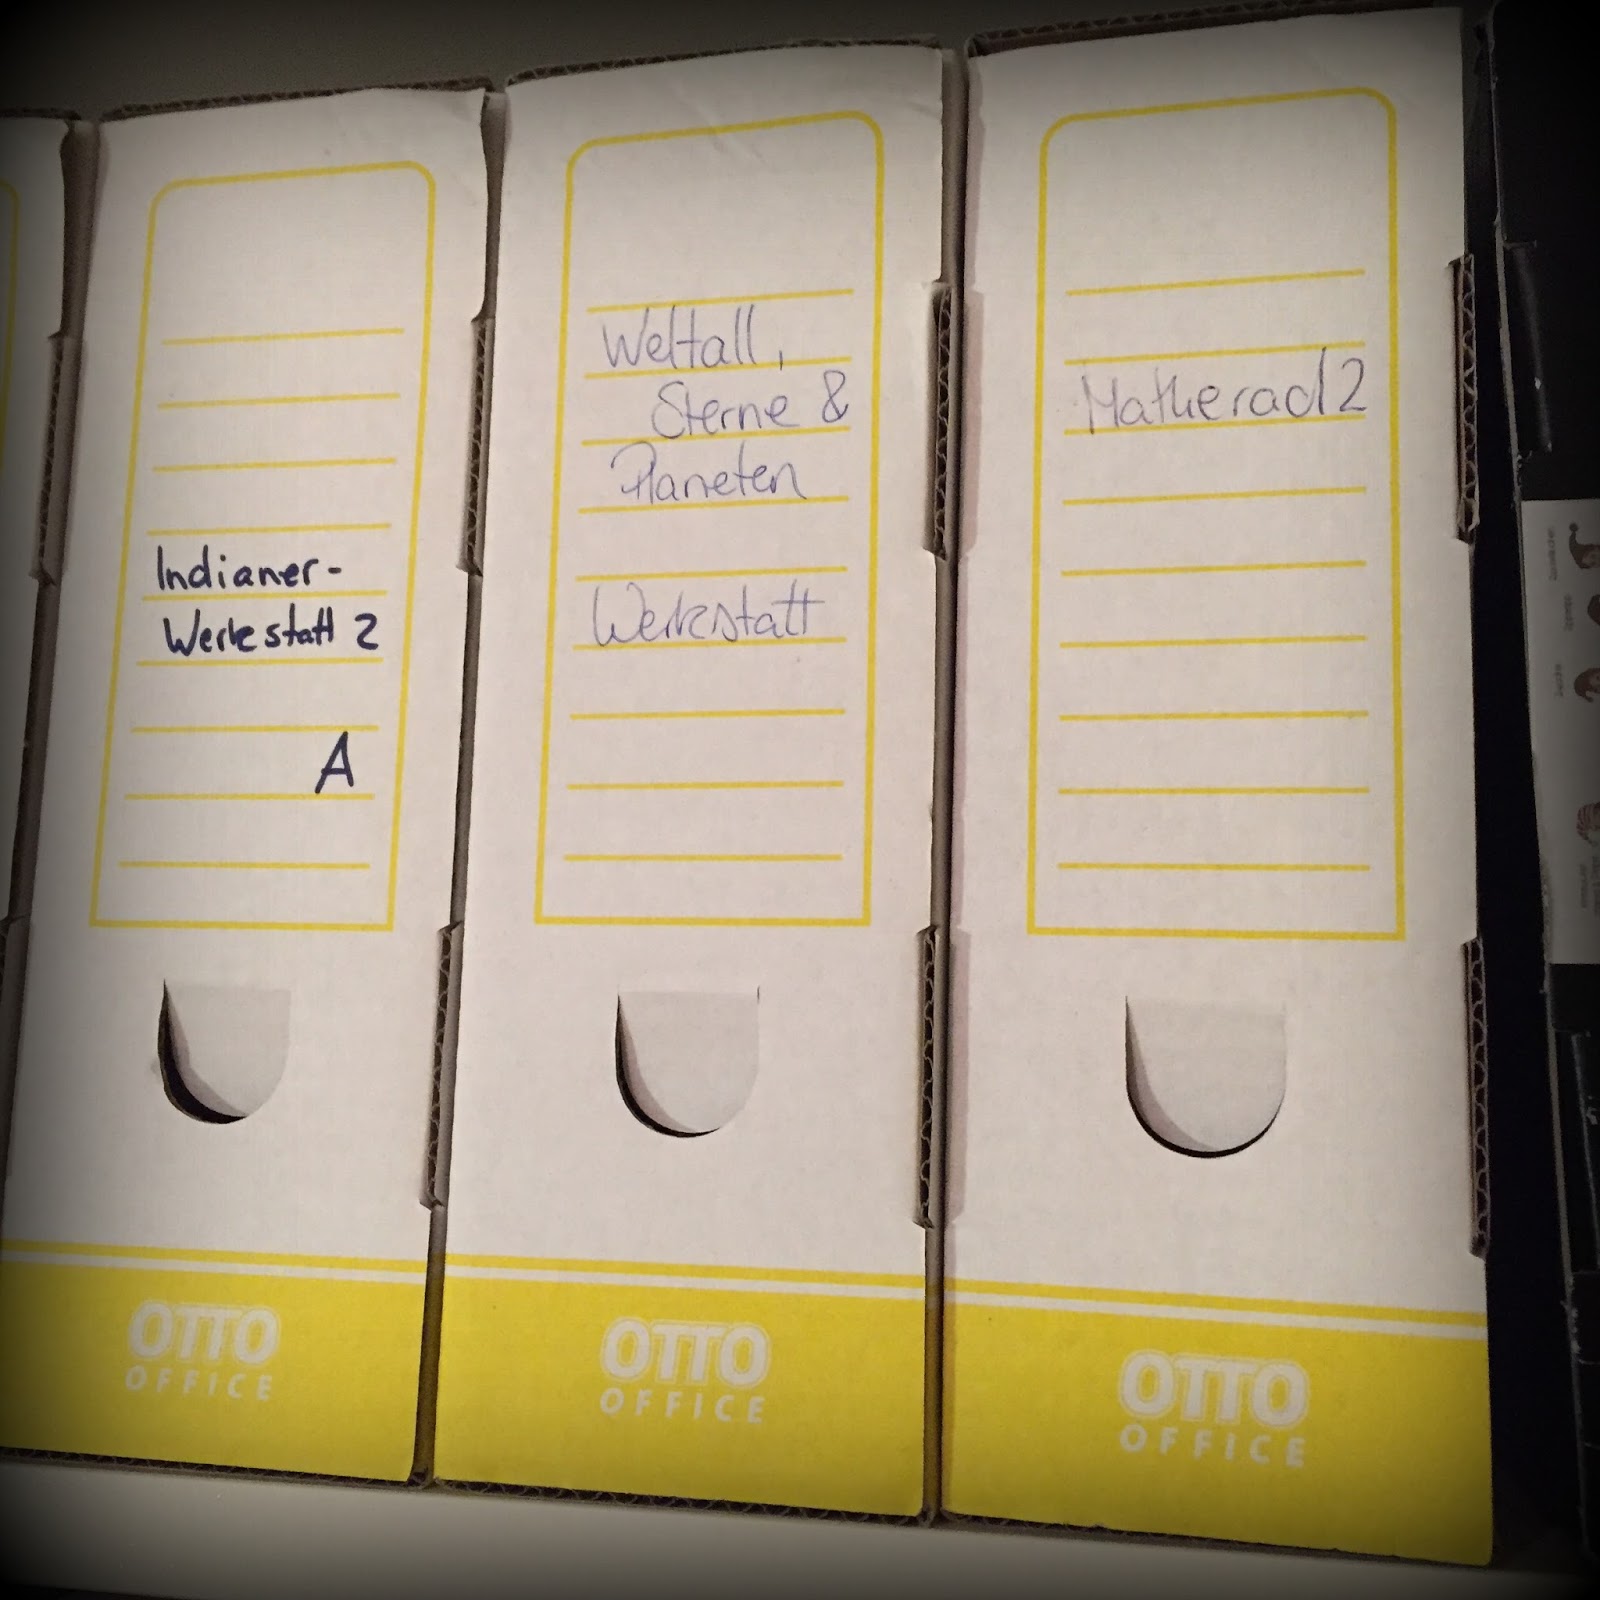 Indianer-
Werkstatt 2
A
OTTO
OFFICE
Weltall,
Sterne &
Planeten
Werkstatt
OTTO
OFFICE
Matherad 2
OTTO
OFFICE